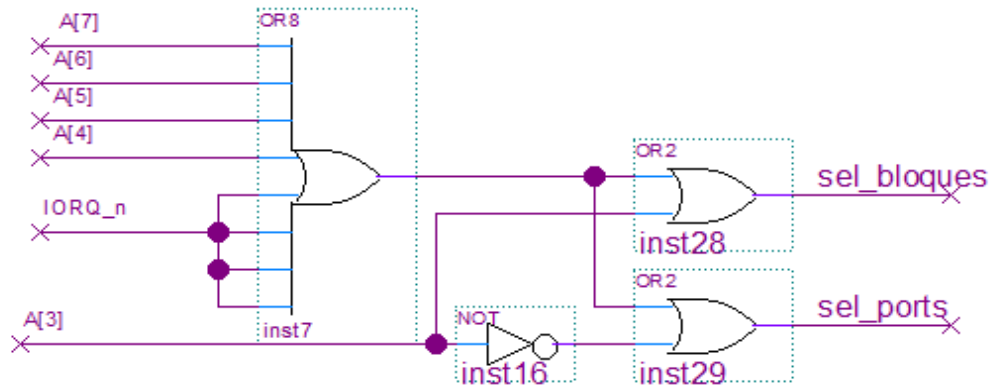 A[7]
OR8
A[6]
A[5]
A[4]
OR2
sel_bloques
IORQ_n
inst28
OR2
A[3]
inst7
NOT
sel_ports
inst16
inst29